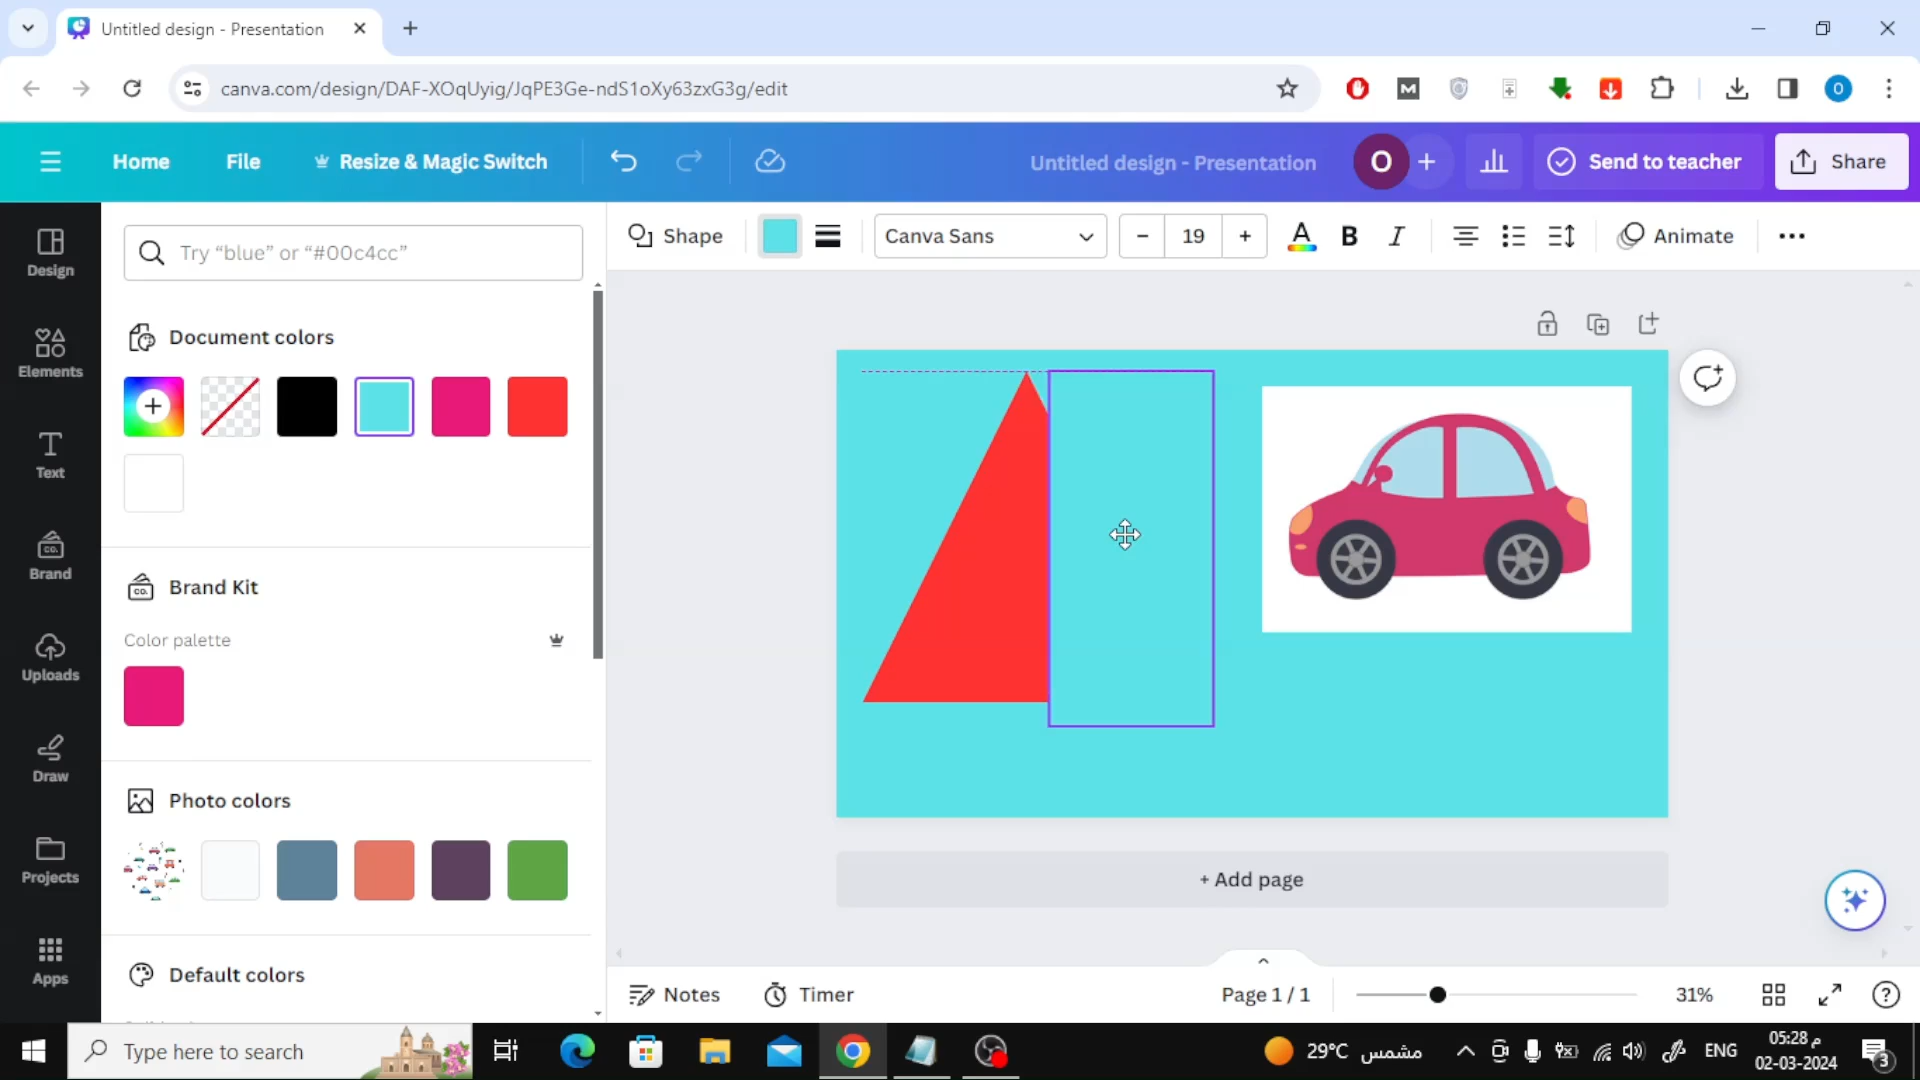 Untitled design - Presentation
canva.com/design/DAF-XOqUyig/JqPE3Ge-ndS1oXy63zxG3g/edit
O
Home
File
Resize & Magic Switch
Untitled design - Presentation
O
Send to teacher
Share
Design
Elements
Text
Brand
Uploads
Draw
Projects
Apps
Try “blue” or “#00c4cc”
Document colors
Brand Kit
Color palette
Photo colors
Default colors
Shape
Canva Sans
19
A
B
I
Animate
+ Add page
Notes
Timer
Page 1 / 1
31%
Type here to search
29°C مشمس
ENG
05:28 م
02-03-2024
3